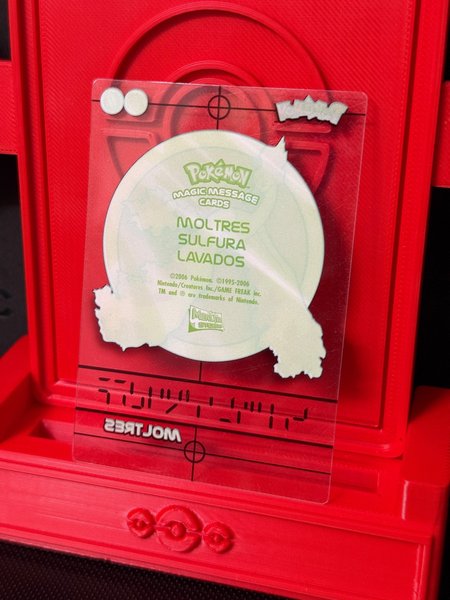 POKéMON
POKéMON
MAGIC MESSAGE
CARDS
MOLTRES
SULFURA
LAVADOS
©2006 Pokémon. ©1995-2006
Nintendo/Creatures Inc./GAME FREAK inc.
TM and ® are trademarks of Nintendo.
MOLTRES